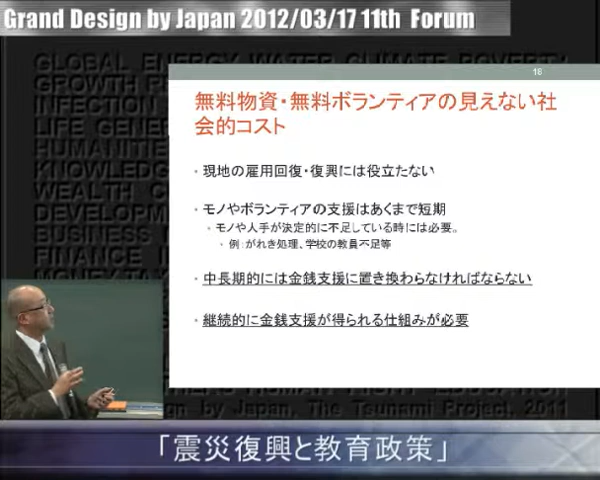 Grand Design by Japan 2012/03/17 11th Forum
GLOBAL ENERGY WATER CLIMATE POVERTY
GROWTH
INFECTION
LIFE
HUMANITIES
KNOWLEDG
WEALTH
DEVELOPM
BUSINESS
FINANCE
18
無料物資・無料ボランティアの見えない社
会的コスト
• 現地の雇用回復・復興には役立たない
• モノやボランティアの支援はあくまで短期
• モノや人手が決定的に不足している時には必要。
• 例：がれき処理、学校の教員不足等
• 中長期的には金銭支援に置き換わらなければならない
• 継続的に金銭支援が得られる仕組みが必要
by Japan, The Tsunami Project, 2011
「震災復興と教育政策」